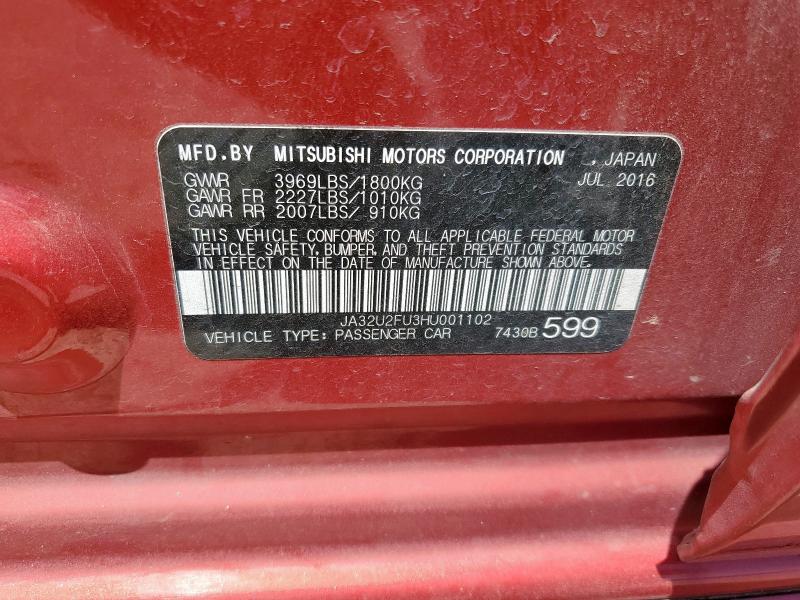 MFD.BY MITSUBISHI MOTORS CORPORATION , JAPAN
GVWR 3969LBS/1800KG JUL 2016
GAWR FR 2227LBS/1010KG
GAWR RR 2007LBS/ 910KG
THIS VEHICLE CONFORMS TO ALL APPLICABLE FEDERAL MOTOR
VEHICLE SAFETY, BUMPER, AND THEFT PREVENTION STANDARDS
IN EFFECT ON THE DATE OF MANUFACTURE SHOWN ABOVE.
JA32U2FU3HU001102
VEHICLE TYPE: PASSENGER CAR 7430B 599